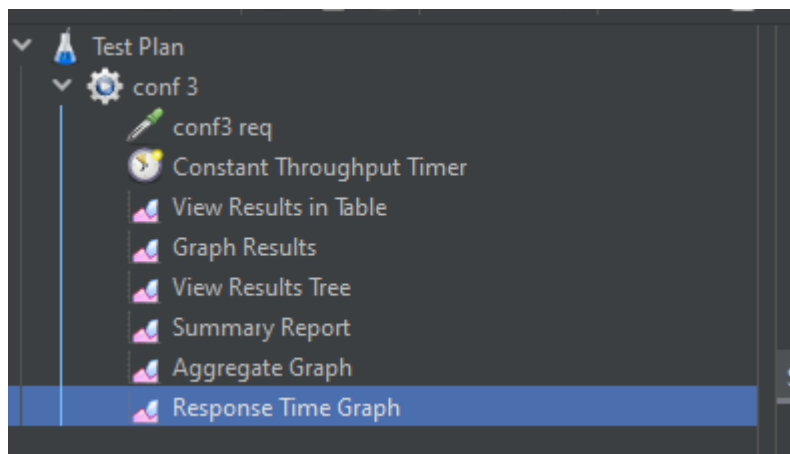 Test Plan
conf 3
conf3 req
Constant Throughput Timer
View Results in Table
Graph Results
View Results Tree
Summary Report
Aggregate Graph
Response Time Graph